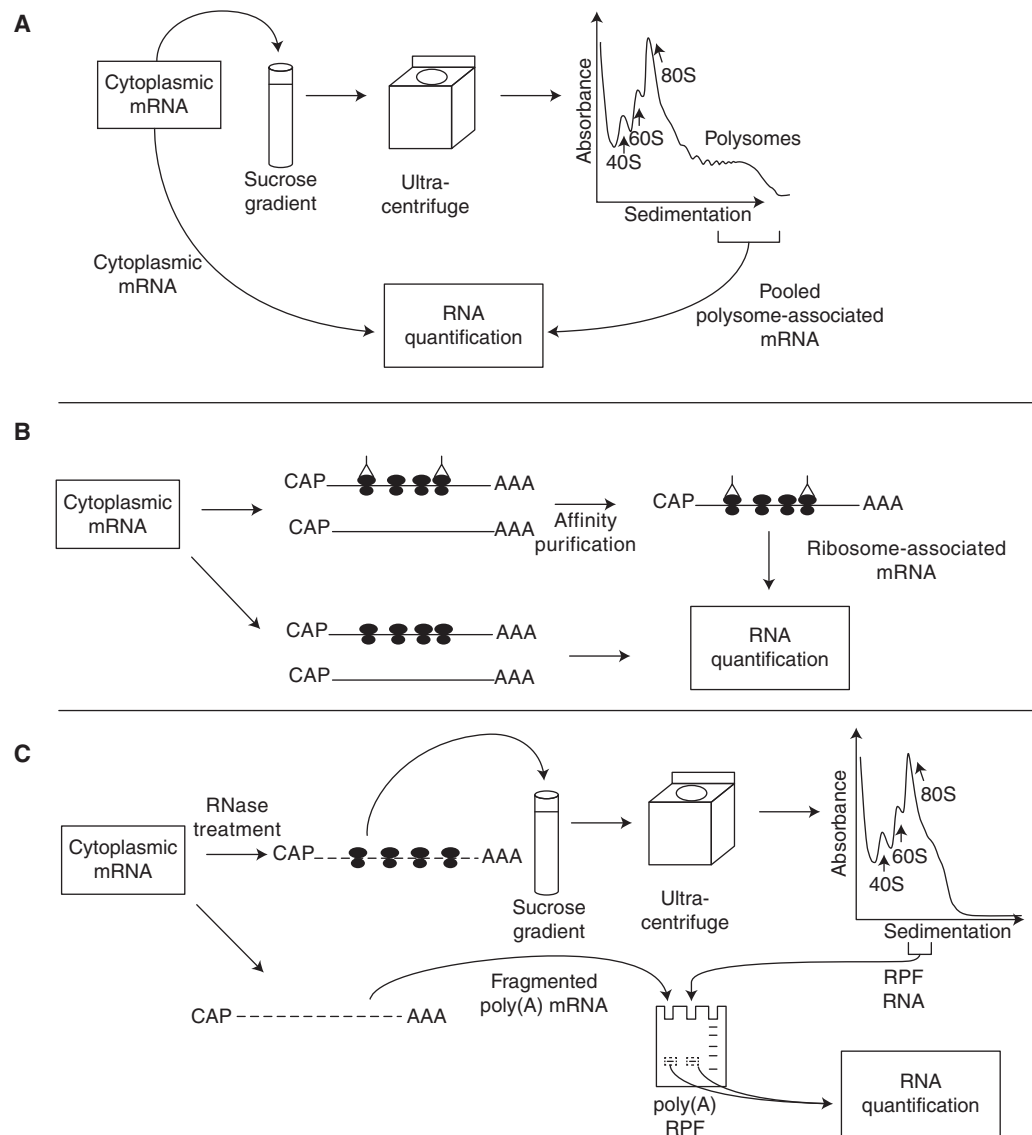 A
Cytoplasmic
mRNA
Sucrose
gradient
Ultra-
centrifuge
Absorbance
40S
60S
80S
Polysomes
Sedimentation
Cytoplasmic
mRNA
RNA
quantification
Pooled
polysome-associated
mRNA
B
Cytoplasmic
mRNA
CAP AAA
CAP AAA
Affinity
purification
CAP AAA
Ribosome-associated
mRNA
CAP AAA
CAP AAA
RNA
quantification
C
Cytoplasmic
mRNA
RNase
treatment
CAP AAA
Sucrose
gradient
Ultra-
centrifuge
Absorbance
40S
60S
80S
Sedimentation
RPF
RNA
CAP AAA
Fragmented
poly(A) mRNA
poly(A)
RPF
RNA
quantification